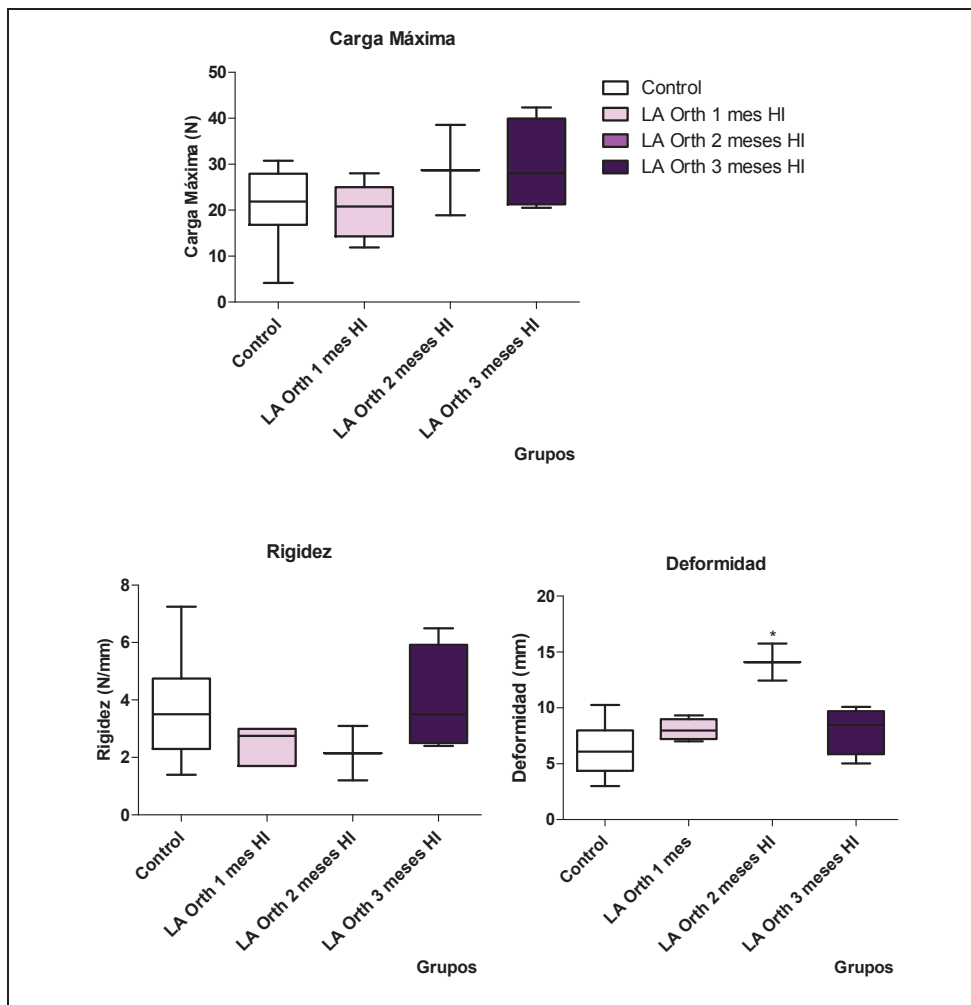 Carga Máxima
50
40
30
20
10
0
Carga Máxima (N)
Control
LA Orth 1 mes HI
LA Orth 2 meses HI
LA Orth 3 meses HI
Grupos
Control
LA Orth 1 mes HI
LA Orth 2 meses HI
LA Orth 3 meses HI
Rigidez
8
6
4
2
0
Rigidez (N/mm)
Control
LA Orth 1 mes HI
LA Orth 2 meses HI
LA Orth 3 meses HI
Grupos
Deformidad
20
15
10
5
0
Deformidad (mm)
*
Control
LA Orth 1 mes
LA Orth 2 meses HI
LA Orth 3 meses HI
Grupos